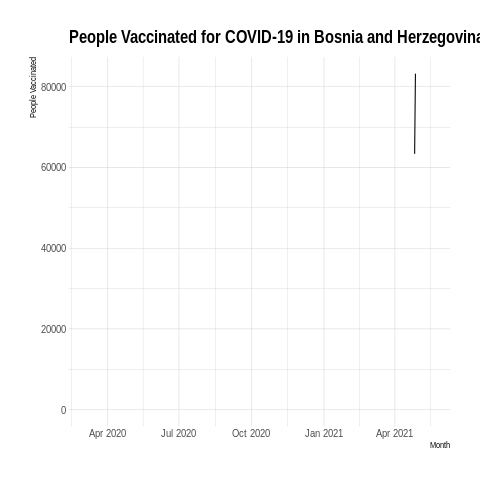 People Vaccinated for COVID-19 in Bosnia and Herzegovina
People Vaccinated
80000
60000
40000
20000
0
Apr 2020 Jul 2020 Oct 2020 Jan 2021 Apr 2021
Month